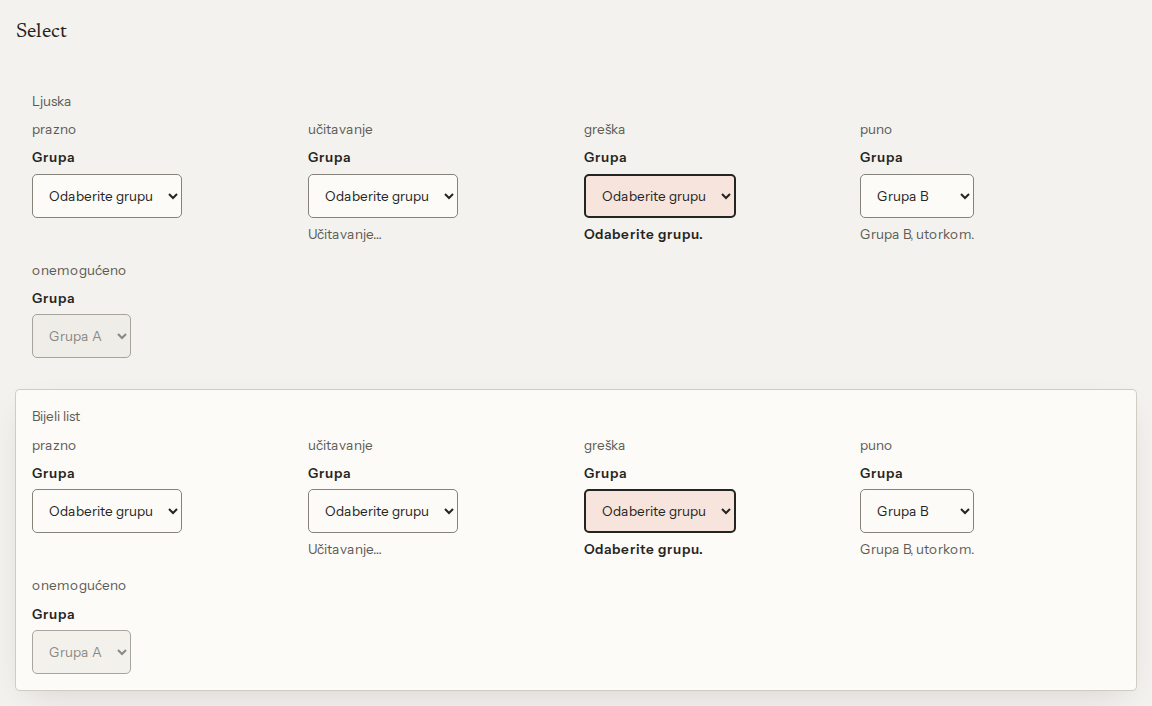 Select
Ljuska
prazno
Grupa
Odaberite grupu
učitavanje
Grupa
Odaberite grupu
Učitavanje…
greška
Grupa
Odaberite grupu
Odaberite grupu.
puno
Grupa
Grupa B
Grupa B, utorkom.
onemogućeno
Grupa
Grupa A
Bijeli list
prazno
Grupa
Odaberite grupu
učitavanje
Grupa
Odaberite grupu
Učitavanje…
greška
Grupa
Odaberite grupu
Odaberite grupu.
puno
Grupa
Grupa B
Grupa B, utorkom.
onemogućeno
Grupa
Grupa A